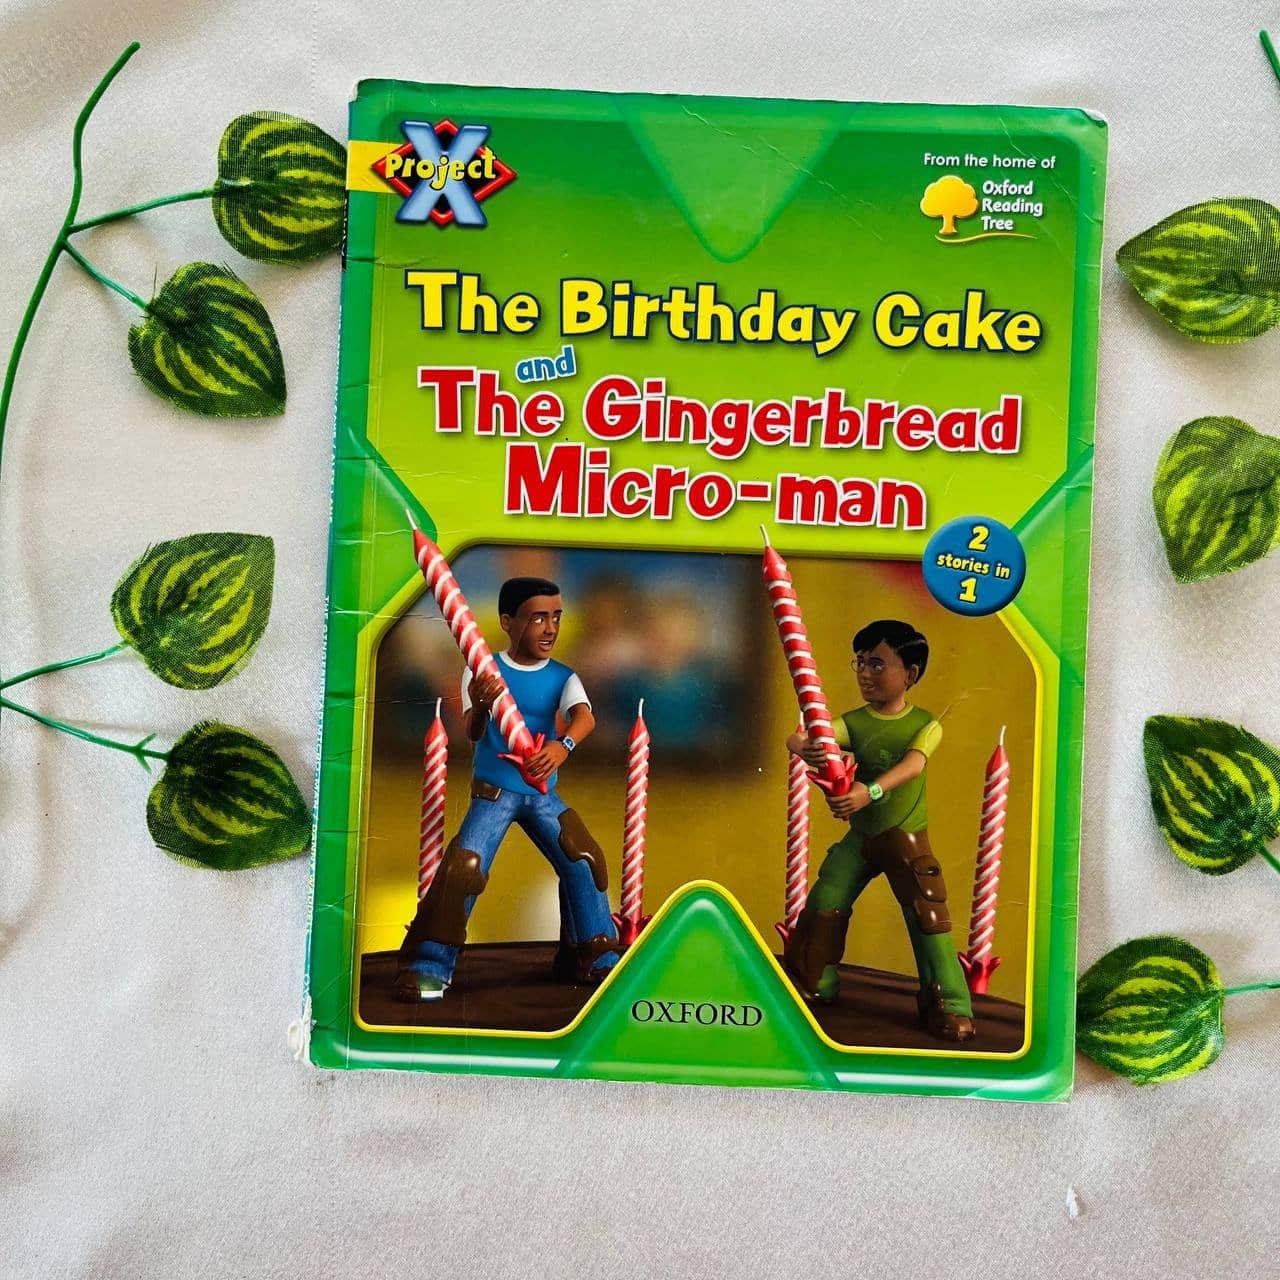 Project X
From the home of
Oxford
Reading
Tree
The Birthday Cake
and
The Gingerbread
Micro-man
2
stories in
1
OXFORD